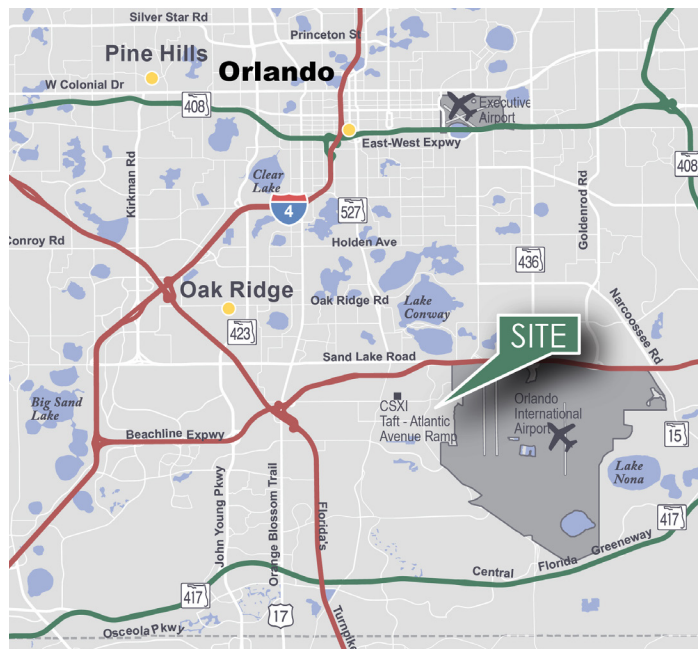 Silver Star Rd
Princeton St
Pine Hills
Orlando
W Colonial Dr
408
Executive
Airport
East-West Expwy
408
Kirkman Rd
Clear
Lake
Goldenrod Rd
4
527
Conroy Rd
Holden Ave
436
Oak Ridge
Oak Ridge Rd
Lake
Conway
Narcoossee Rd
423
SITE
Sand Lake Road
Big Sand
Lake
CSXI
Taft - Atlantic
Avenue Ramp
Orlando
International
Airport
15
Beachline Expwy
Lake
Nona
John Young Pkwy
Orange Blossom Trail
Florida's
Turnpike
417
Central
Florida
Greeneway
417
17
Osceola Pkwy